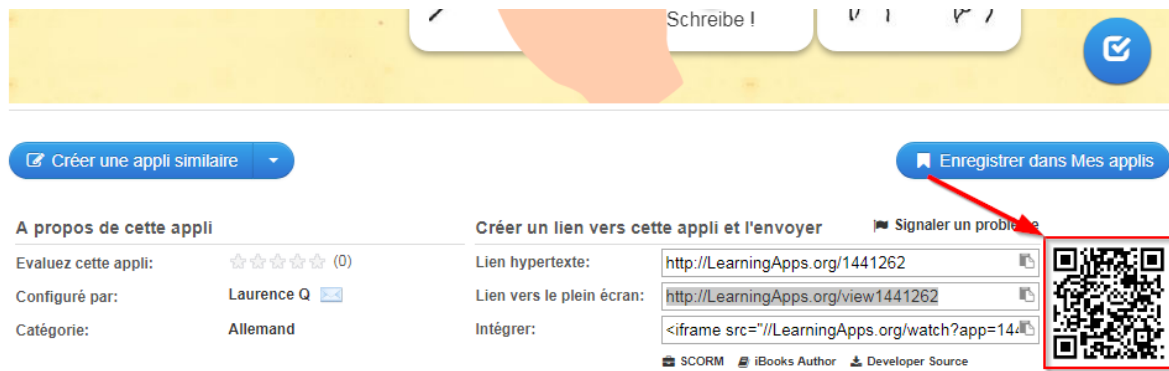 Schreibe !
Créer une appli similaire
Enregistrer dans Mes applis
A propos de cette appli
Evaluez cette appli: (0)
Configuré par: Laurence Q
Catégorie: Allemand
Créer un lien vers cette appli et l'envoyer
Signaler un problème
Lien hypertexte: http://LearningApps.org/1441262
Lien vers le plein écran: http://LearningApps.org/view1441262
Intégrer: <iframe src="//LearningApps.org/watch?app=144
SCORM iBooks Author Developer Source